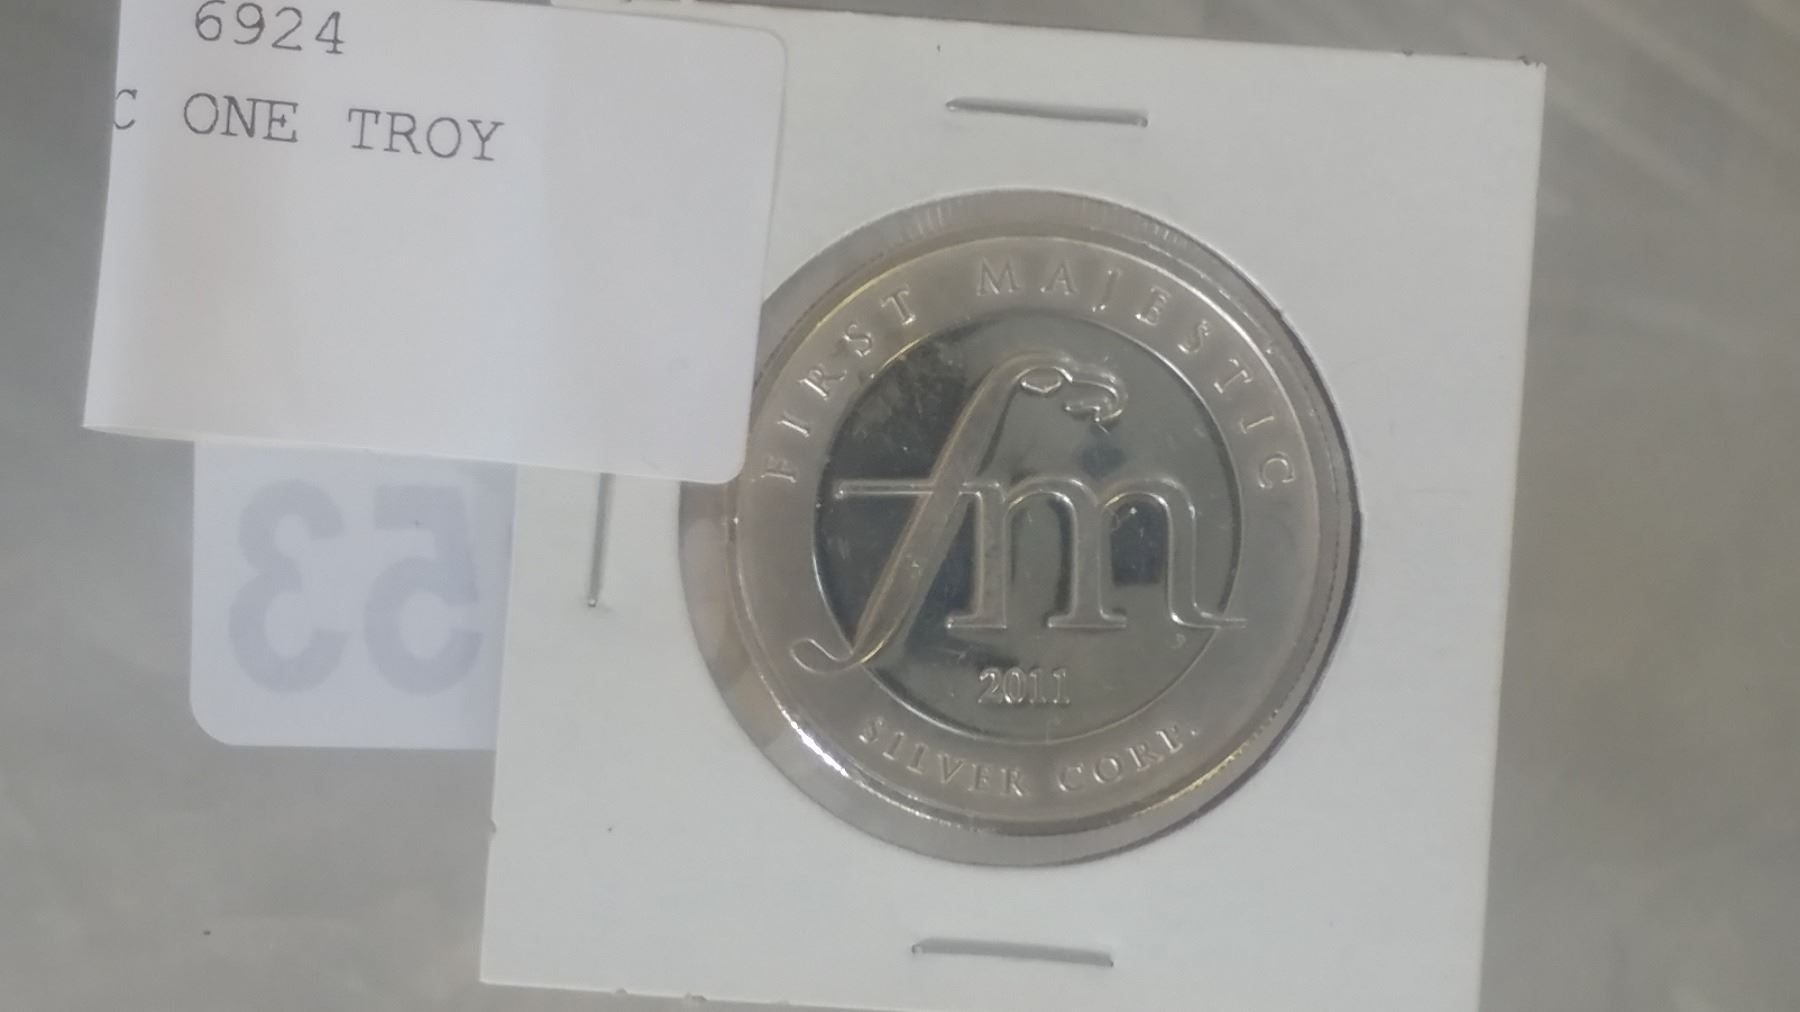 6924
C ONE TROY
53
FIRST MAJESTIC
fm
2011
SILVER CORP.